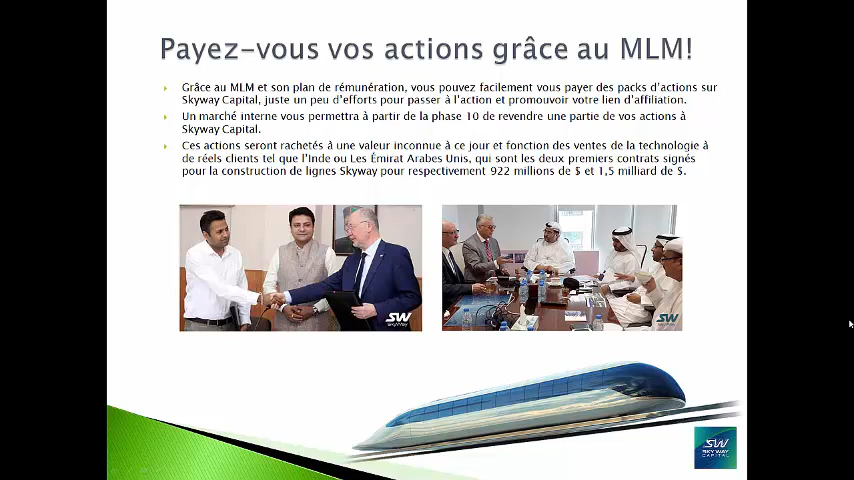 Payez-vous vos actions grâce au MLM!
Grâce au MLM et son plan de rémunération, vous pouvez facilement vous payer des packs d'actions sur
Skyway Capital, juste un peu d'efforts pour passer à l'action et promouvoir votre lien d'affiliation.
Un marché interne vous permettra à partir de la phase 10 de revendre une partie de vos actions à
Skyway Capital.
Ces actions seront rachetés à une valeur inconnue à ce jour et fonction des ventes de la technologie à
de réels clients tel que l'Inde ou Les Émirat Arabes Unis, qui sont les deux premiers contrats signés
pour la construction de lignes Skyway pour respectivement 922 millions de $ et 1,5 milliard de $.
SW
SKYWAY
SW
SKYWAY
SW
SKY WAY
CAPITAL